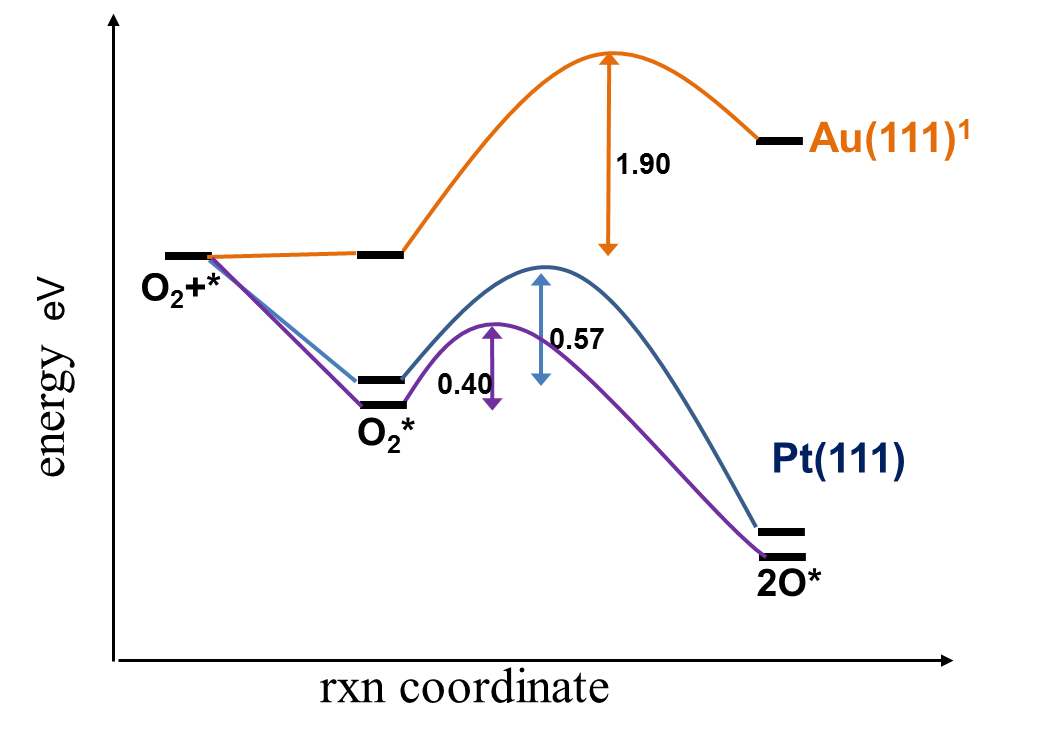 Au(111)¹
1.90
O₂+*
0.57
0.40
O₂*
Pt(111)
2O*
energy eV
rxn coordinate